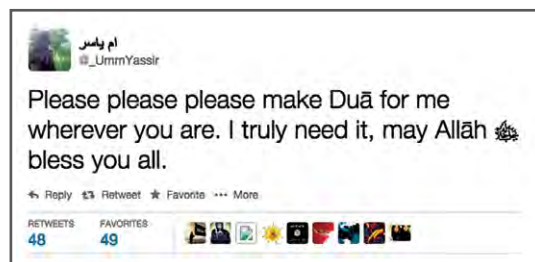 ام ياسر
@_UmmYassir
Please please please make Duā for me
wherever you are. I truly need it, may Allāh ﷻ
bless you all.
Reply Retweet Favorite More
RETWEETS FAVORITES
48 49